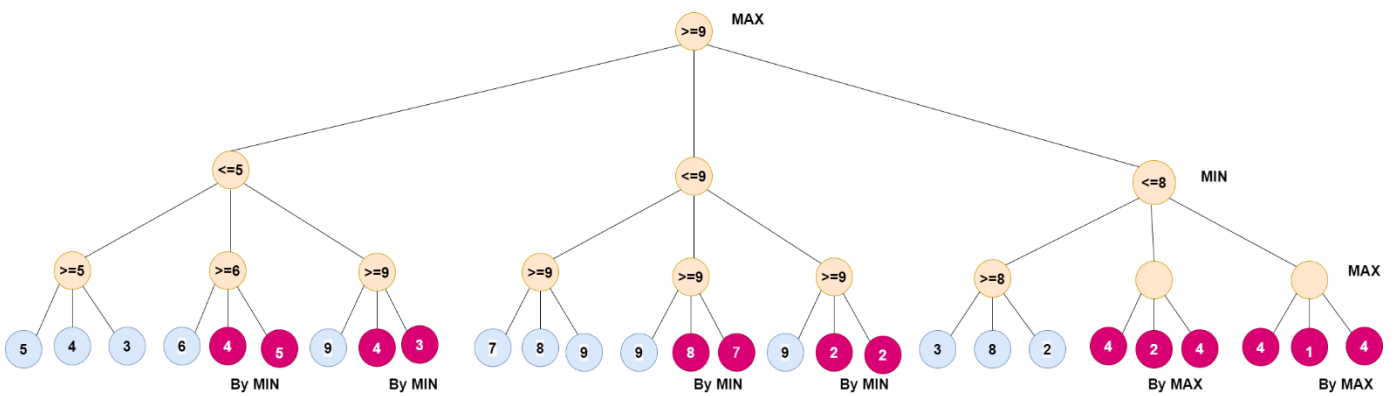 >=9 MAX
<=5 <=9 <=8 MIN
>=5 >=6 >=9 >=9 >=9 >=9 >=8 MAX
5 4 3 6 4 5 9 4 3 7 8 9 9 8 7 9 2 2 3 8 2 4 2 4 4 1 4
By MIN By MIN By MIN By MIN By MAX By MAX